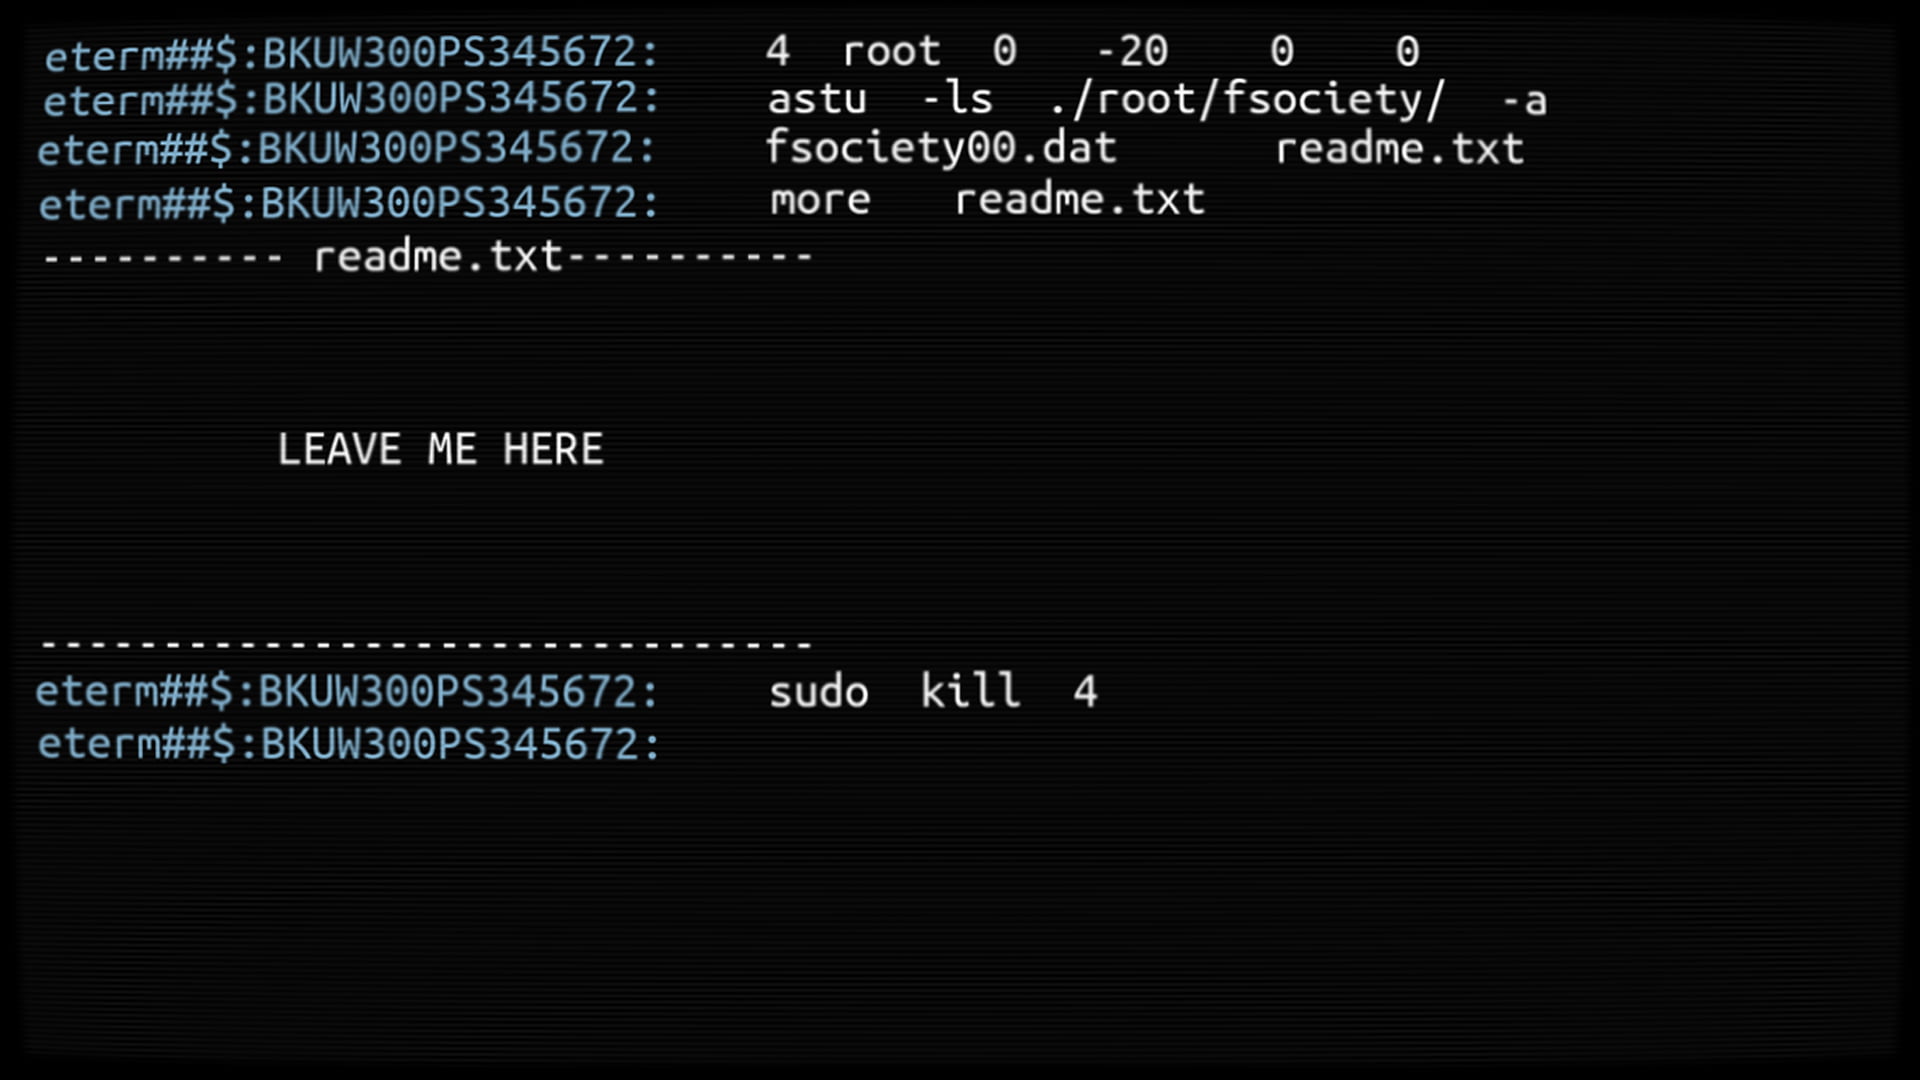 eterm##$:BKUW300PS345672: 4 root 0 -20 0 0
eterm##$:BKUW300PS345672: astu -ls ./root/fsociety/ -a
eterm##$:BKUW300PS345672: fsociety00.dat readme.txt
eterm##$:BKUW300PS345672: more readme.txt
---------- readme.txt----------
LEAVE ME HERE
-------------------------------
eterm##$:BKUW300PS345672: sudo kill 4
eterm##$:BKUW300PS345672: